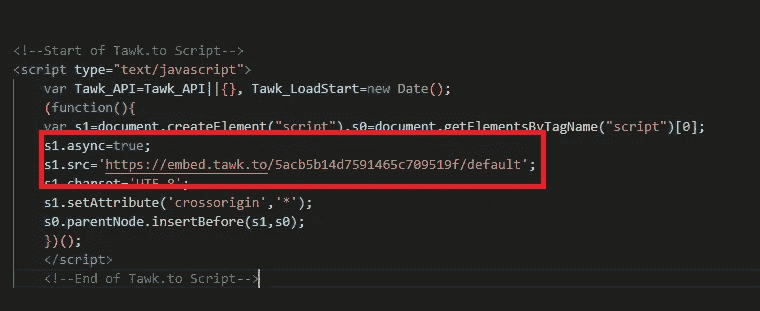 <!--Start of Tawk.to Script-->
<script type="text/javascript">
var Tawk_API=Tawk_API||{}, Tawk_LoadStart=new Date();
(function(){
var s1=document.createElement("script"),s0=document.getElementsByTagName("script")[0];
s1.async=true;
s1.src='https://embed.tawk.to/5acb5b14d7591465c709519f/default';
s1.charset='UTF-8';
s1.setAttribute('crossorigin','*');
s0.parentNode.insertBefore(s1,s0);
})();
</script>
<!--End of Tawk.to Script-->